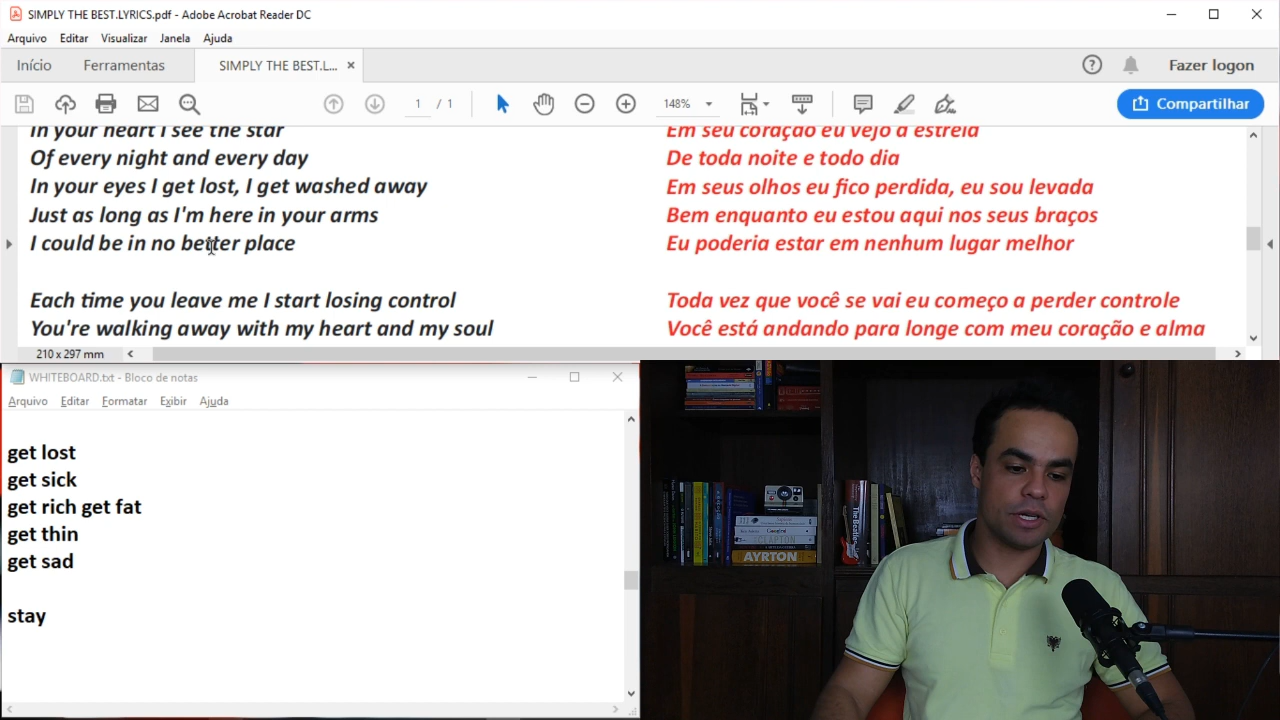 SIMPLY THE BEST.LYRICS.pdf - Adobe Acrobat Reader DC
Arquivo Editar Visualizar Janela Ajuda
Início Ferramentas SIMPLY THE BEST.L... Fazer logon
1 / 1 148% Compartilhar
In your heart I see the star
Of every night and every day
In your eyes I get lost, I get washed away
Just as long as I'm here in your arms
I could be in no better place
Each time you leave me I start losing control
You're walking away with my heart and my soul
Em seu coração eu vejo a estrela
De toda noite e todo dia
Em seus olhos eu fico perdida, eu sou levada
Bem enquanto eu estou aqui nos seus braços
Eu poderia estar em nenhum lugar melhor
Toda vez que você se vai eu começo a perder controle
Você está andando para longe com meu coração e alma
210 x 297 mm
WHITEBOARD.txt - Bloco de notas
Arquivo Editar Formatar Exibir Ajuda
get lost
get sick
get rich get fat
get thin
get sad
stay
The Beatles
CLAPTON
AYRTON